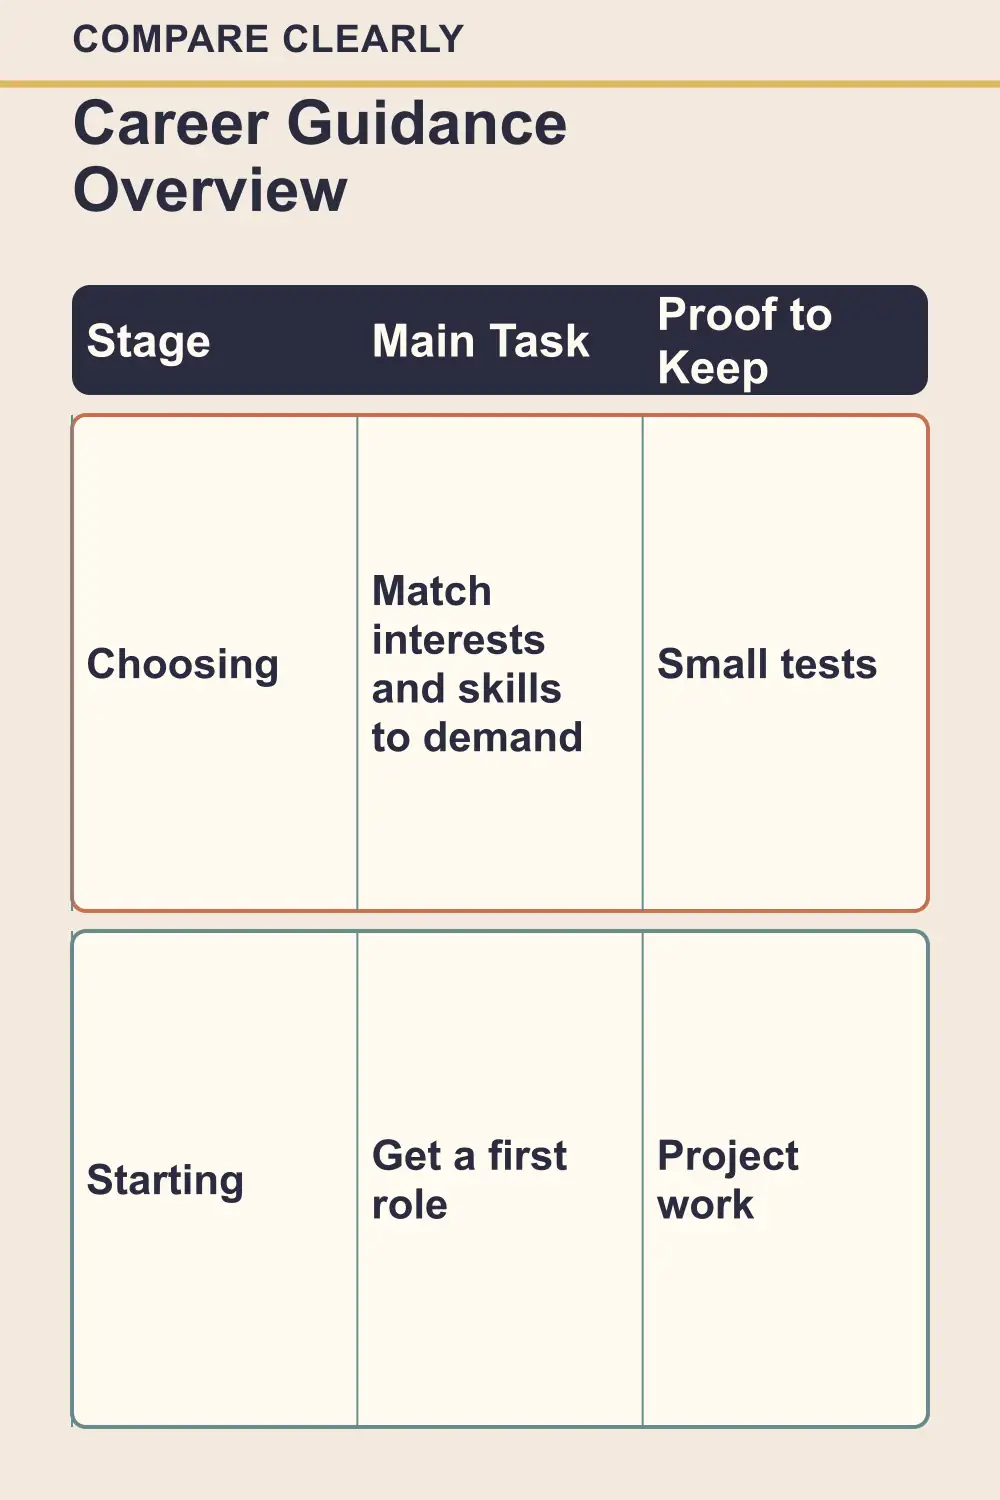 COMPARE CLEARLY
Career Guidance
Overview
Stage
Main Task
Proof to
Keep
Choosing
Match
interests
and skills
to demand
Small tests
Starting
Get a first
role
Project
work